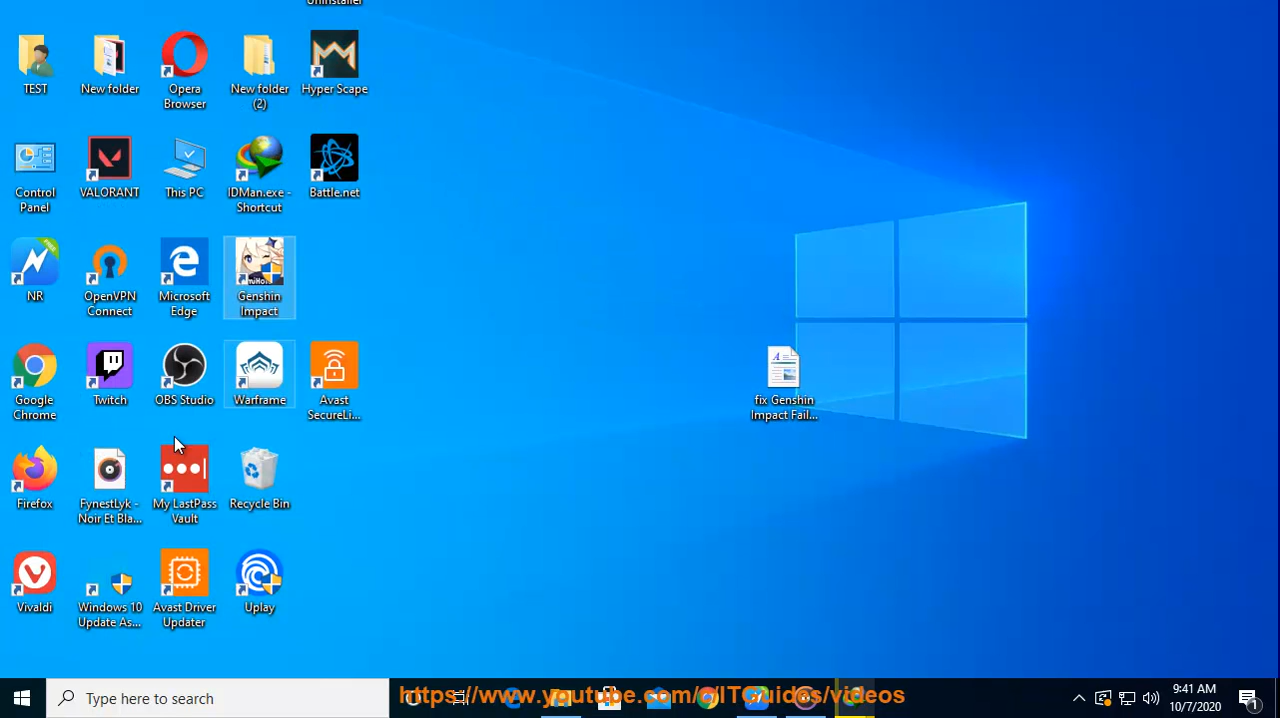 Uninstaller
TEST
New folder
Opera
Browser
New folder
(2)
Hyper Scape
Control
Panel
VALORANT
This PC
IDMan.exe -
Shortcut
Battle.net
NR
OpenVPN
Connect
Microsoft
Edge
Genshin
Impact
Google
Chrome
Twitch
OBS Studio
Warframe
Avast
SecureLi...
fix Genshin
Impact Fail...
Firefox
FynestLyk -
Noir Et Bla...
My LastPass
Vault
Recycle Bin
Vivaldi
Windows 10
Update As...
Avast Driver
Updater
Uplay
Type here to search
https://www.youtube.com/c/ITGuides/videos
9:41 AM
10/7/2020
1